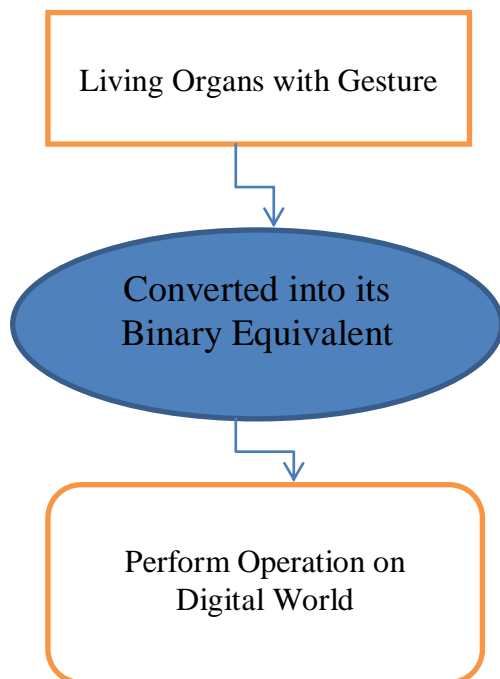 Living Organs with Gesture
Converted into its
Binary Equivalent
Perform Operation on
Digital World